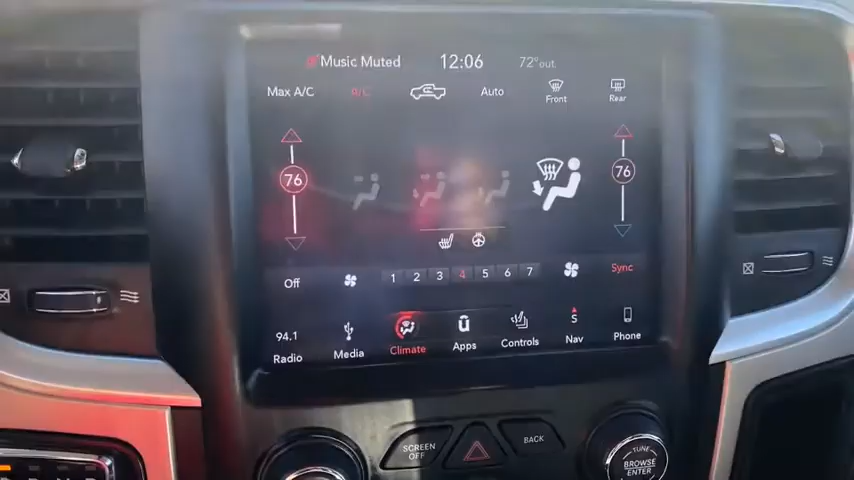 Music Muted 12:06 72°out
Max A/C A/C Auto Front Rear
76 76
Off 1 2 3 4 5 6 7 Sync
94.1 S
Radio Media Climate Apps Controls Nav Phone
SCREEN OFF BACK
TUNE
BROWSE
ENTER